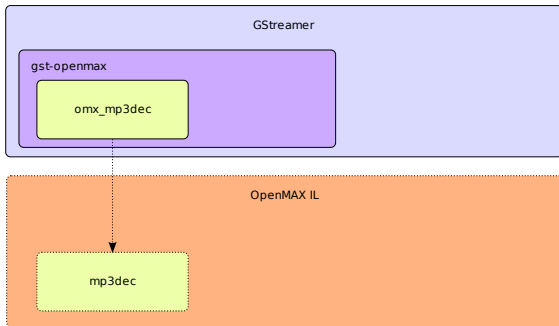 GStreamer
gst-openmax
omx_mp3dec
OpenMAX IL
mp3dec